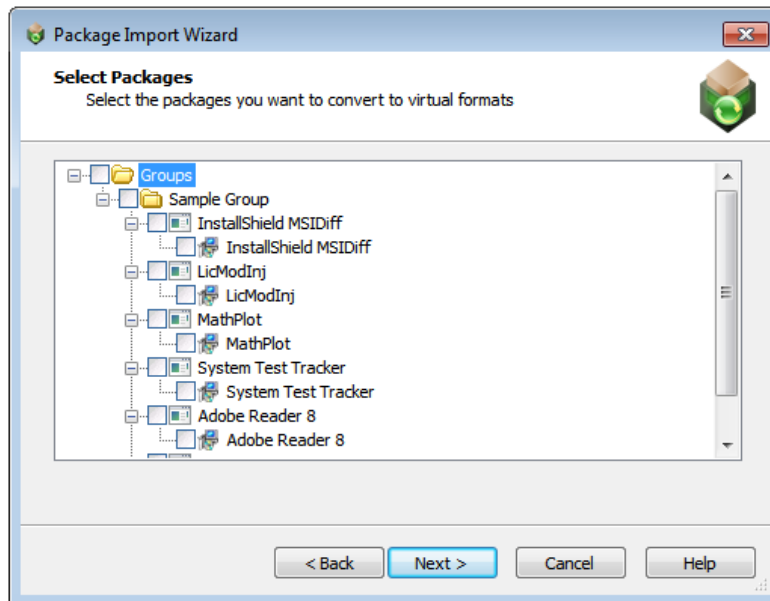 Package Import Wizard
Select Packages
Select the packages you want to convert to virtual formats
Groups
Sample Group
InstallShield MSIDiff
InstallShield MSIDiff
LicModInj
LicModInj
MathPlot
MathPlot
System Test Tracker
System Test Tracker
Adobe Reader 8
Adobe Reader 8
< Back Next > Cancel Help